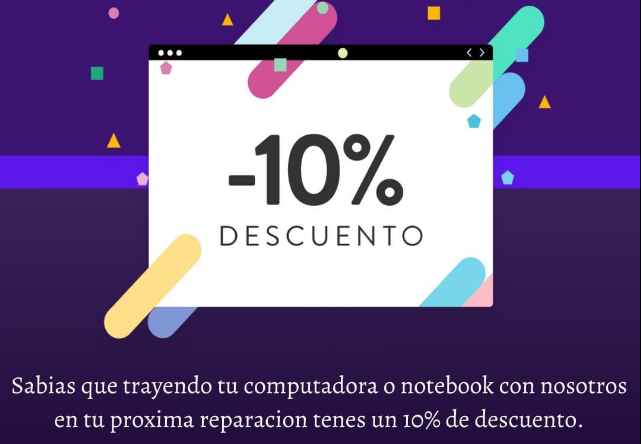 -10%
DESCUENTO
Sabias que trayendo tu computadora o notebook con nosotros
en tu proxima reparacion tenes un 10% de descuento.